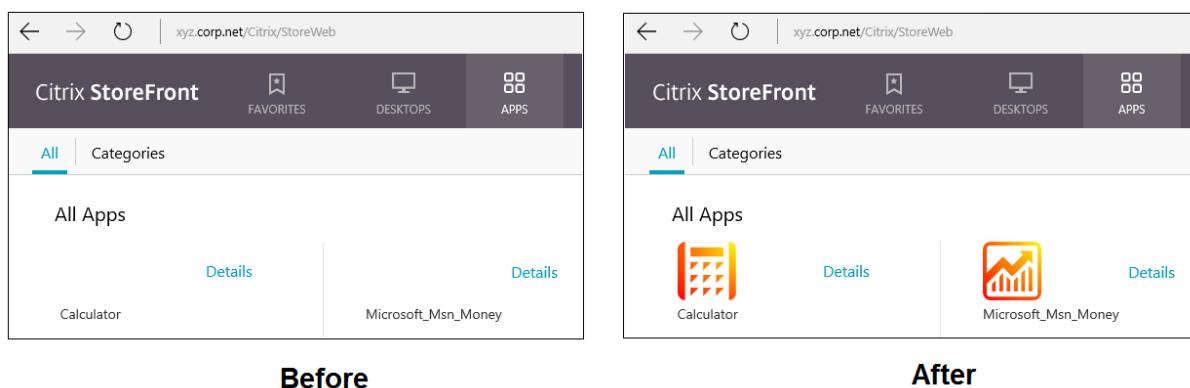 xyz.corp.net/Citrix/StoreWeb
Citrix StoreFront
FAVORITES
DESKTOPS
APPS
All
Categories
All Apps
Details
Details
Calculator
Microsoft_Msn_Money
Before
xyz.corp.net/Citrix/StoreWeb
Citrix StoreFront
FAVORITES
DESKTOPS
APPS
All
Categories
All Apps
Details
Details
Calculator
Microsoft_Msn_Money
After